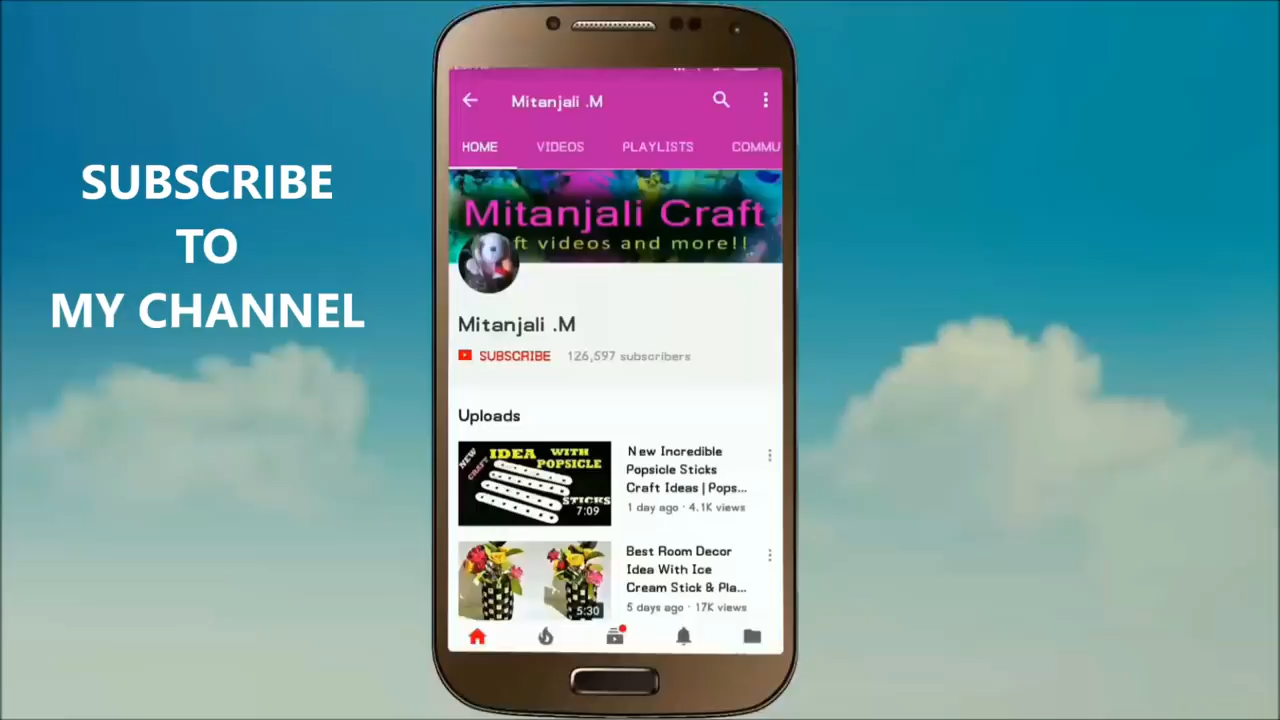 SUBSCRIBE
TO
MY CHANNEL
Mitanjali .M
HOME VIDEOS PLAYLISTS COMMU
Mitanjali Craft
ft videos and more!!
Mitanjali .M
SUBSCRIBE 126,597 subscribers
Uploads
NEW CRAFT IDEA WITH POPSICLE STICKS
7:09
New Incredible
Popsicle Sticks
Craft Ideas | Pops...
1 day ago · 4.1K views
5:30
Best Room Decor
Idea With Ice
Cream Stick & Pla...
5 days ago · 17K views